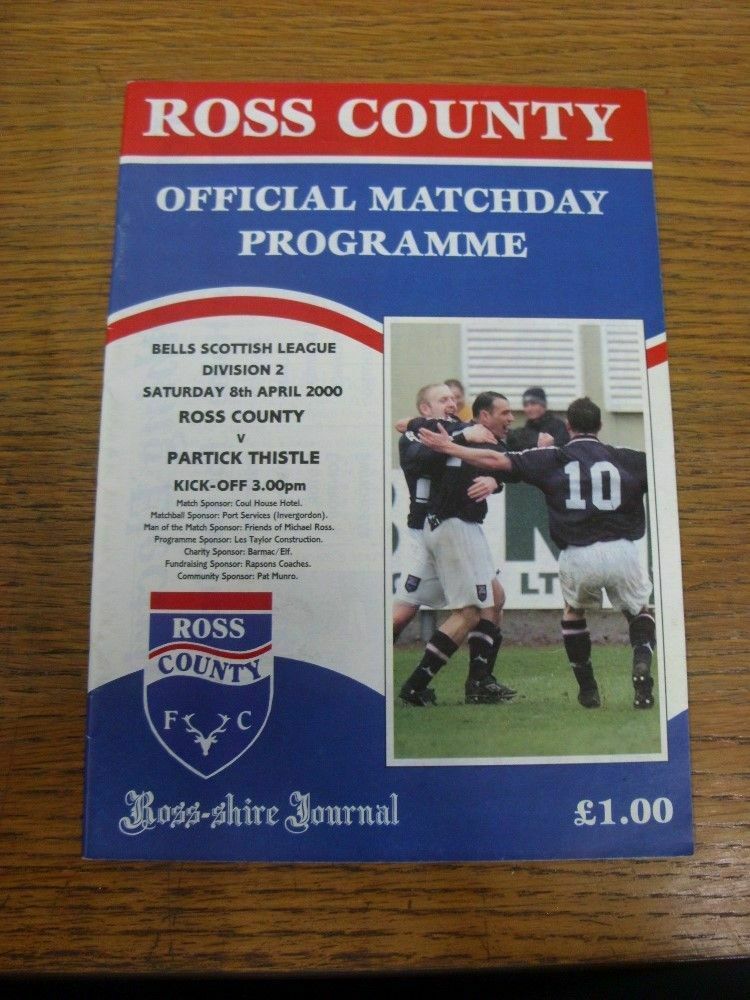 ROSS COUNTY
OFFICIAL MATCHDAY
PROGRAMME
BELLS SCOTTISH LEAGUE
DIVISION 2
SATURDAY 8th APRIL 2000
ROSS COUNTY
v
PARTICK THISTLE
KICK-OFF 3.00pm
Match Sponsor: Coul House Hotel.
Matchball Sponsor: Port Services (Invergordon).
Man of the Match Sponsor: Friends of Michael Ross.
Programme Sponsor: Les Taylor Construction.
Charity Sponsor: Barmac/Elf.
Fundraising Sponsor: Rapsons Coaches.
Community Sponsor: Pat Munro.
10
LT
ROSS
COUNTY
F C
Ross-shire Journal
£1.00